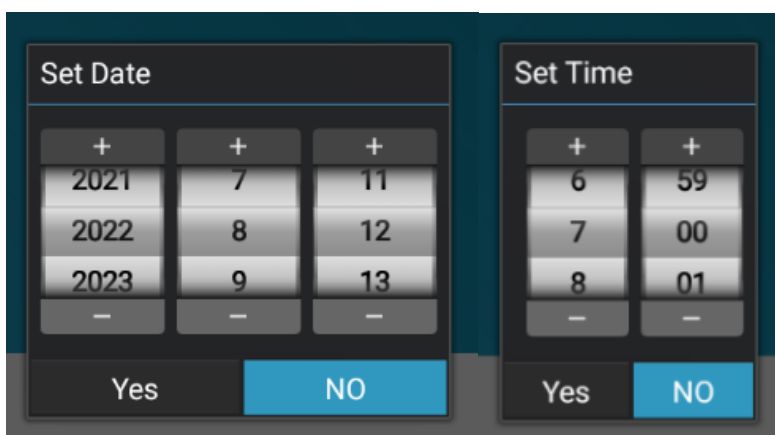 Set Date
+ + +
2021 7 11
2022 8 12
2023 9 13
− − −
Yes NO
Set Time
+ +
6 59
7 00
8 01
− −
Yes NO